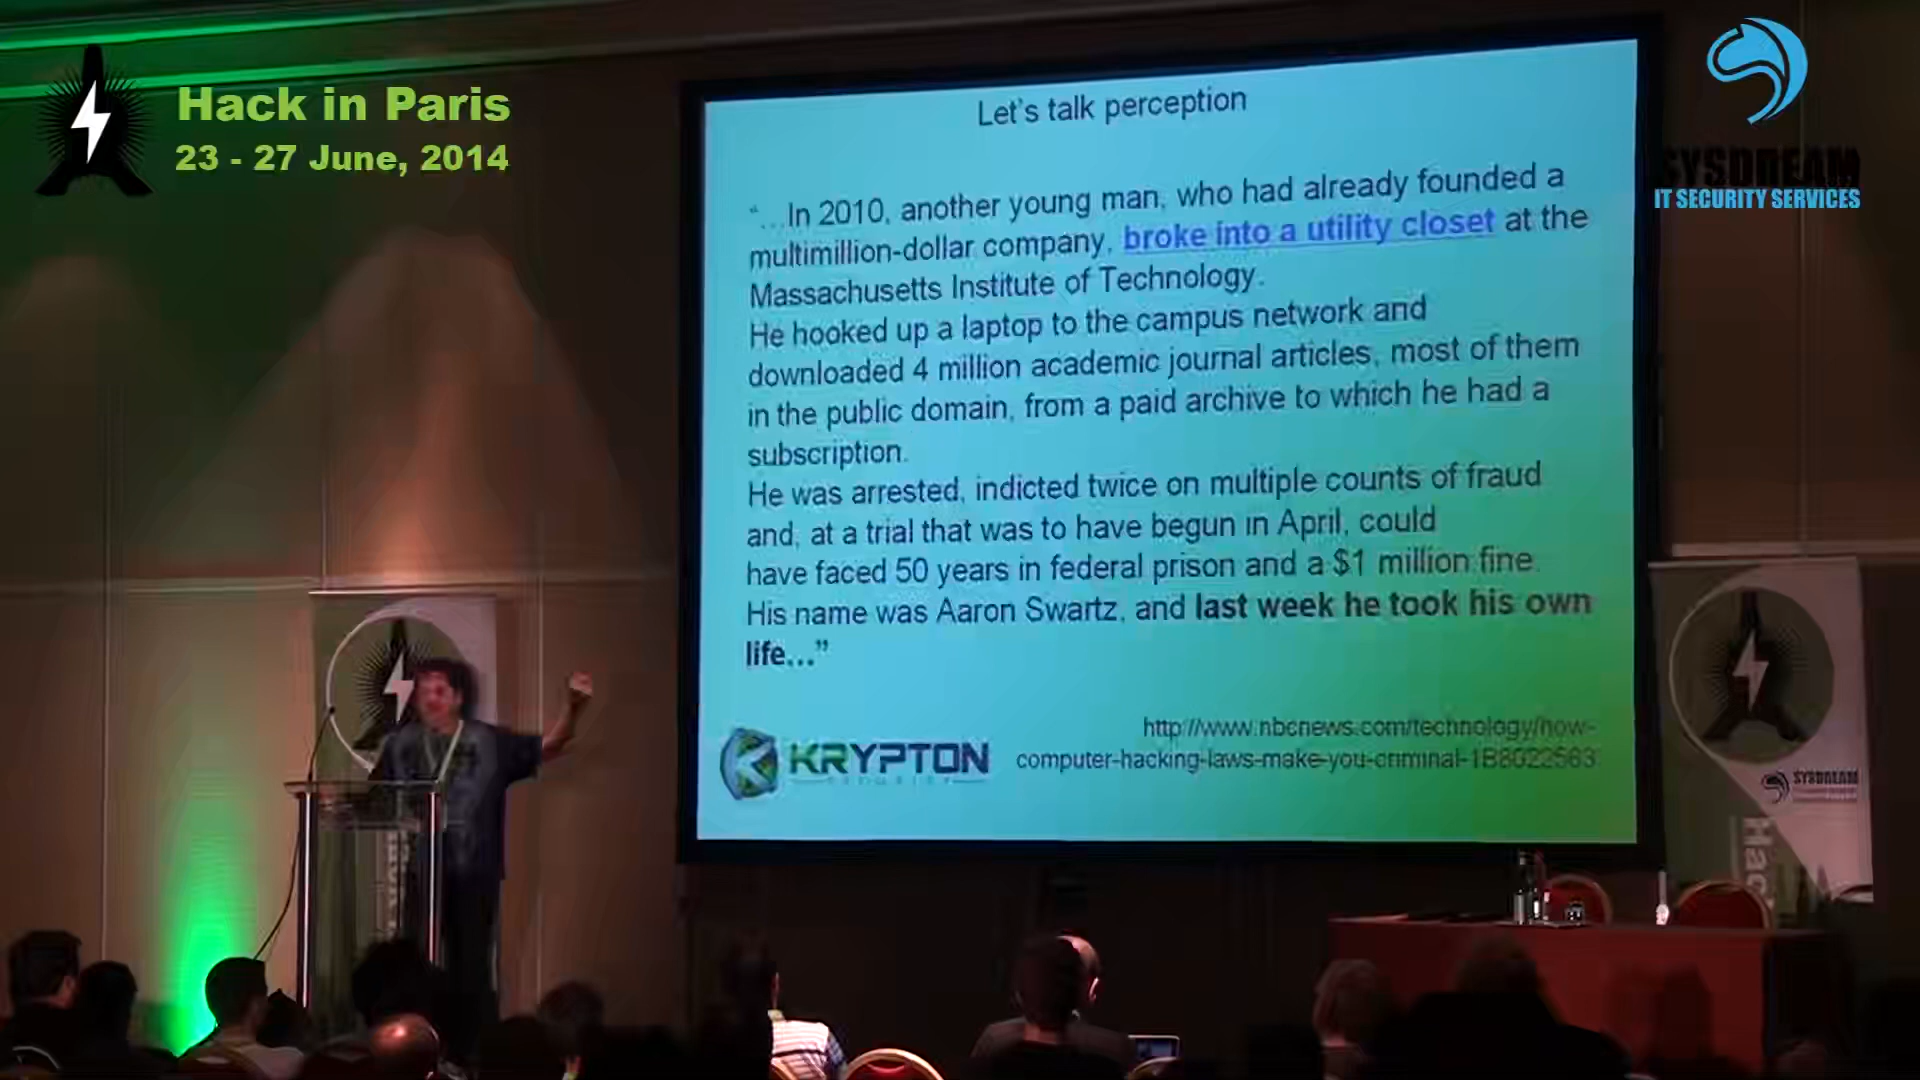 Hack in Paris
23 - 27 June, 2014
SYSDREAM
IT SECURITY SERVICES
Let's talk perception
“…In 2010, another young man, who had already founded a
multimillion-dollar company, broke into a utility closet at the
Massachusetts Institute of Technology.
He hooked up a laptop to the campus network and
downloaded 4 million academic journal articles, most of them
in the public domain, from a paid archive to which he had a
subscription.
He was arrested, indicted twice on multiple counts of fraud
and, at a trial that was to have begun in April, could
have faced 50 years in federal prison and a $1 million fine.
His name was Aaron Swartz, and last week he took his own
life…”
http://www.nbcnews.com/technology/how-
computer-hacking-laws-make-you-criminal-1B8022563
KRYPTON
SYSDREAM
Hac